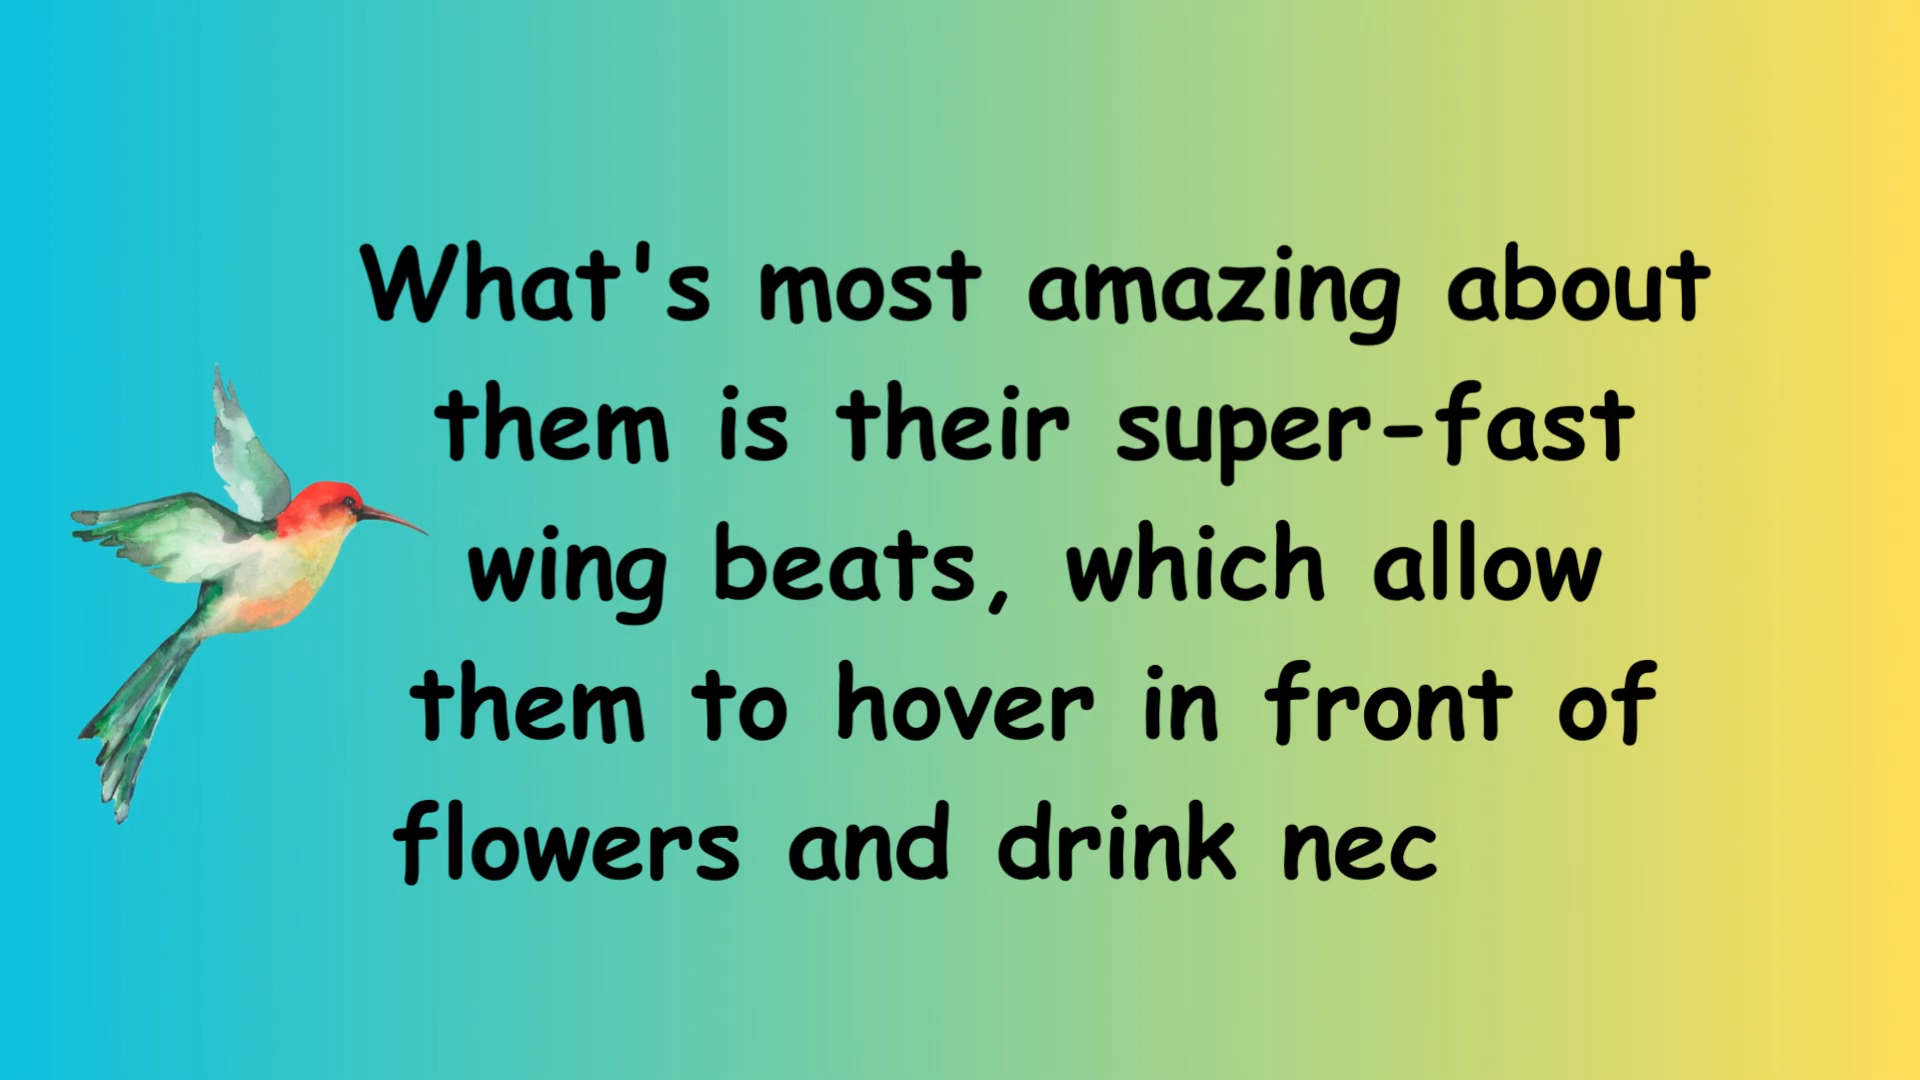 What's most amazing about
them is their super-fast
wing beats, which allow
them to hover in front of
flowers and drink nec